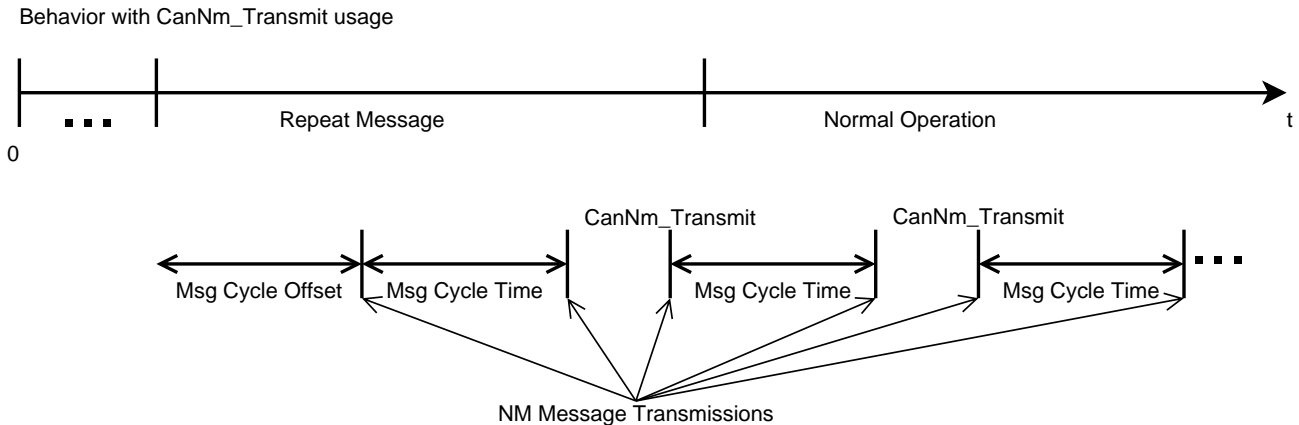 Behavior with CanNm_Transmit usage
Repeat Message
Normal Operation
t
0
CanNm_Transmit
CanNm_Transmit
Msg Cycle Offset
Msg Cycle Time
Msg Cycle Time
Msg Cycle Time
NM Message Transmissions